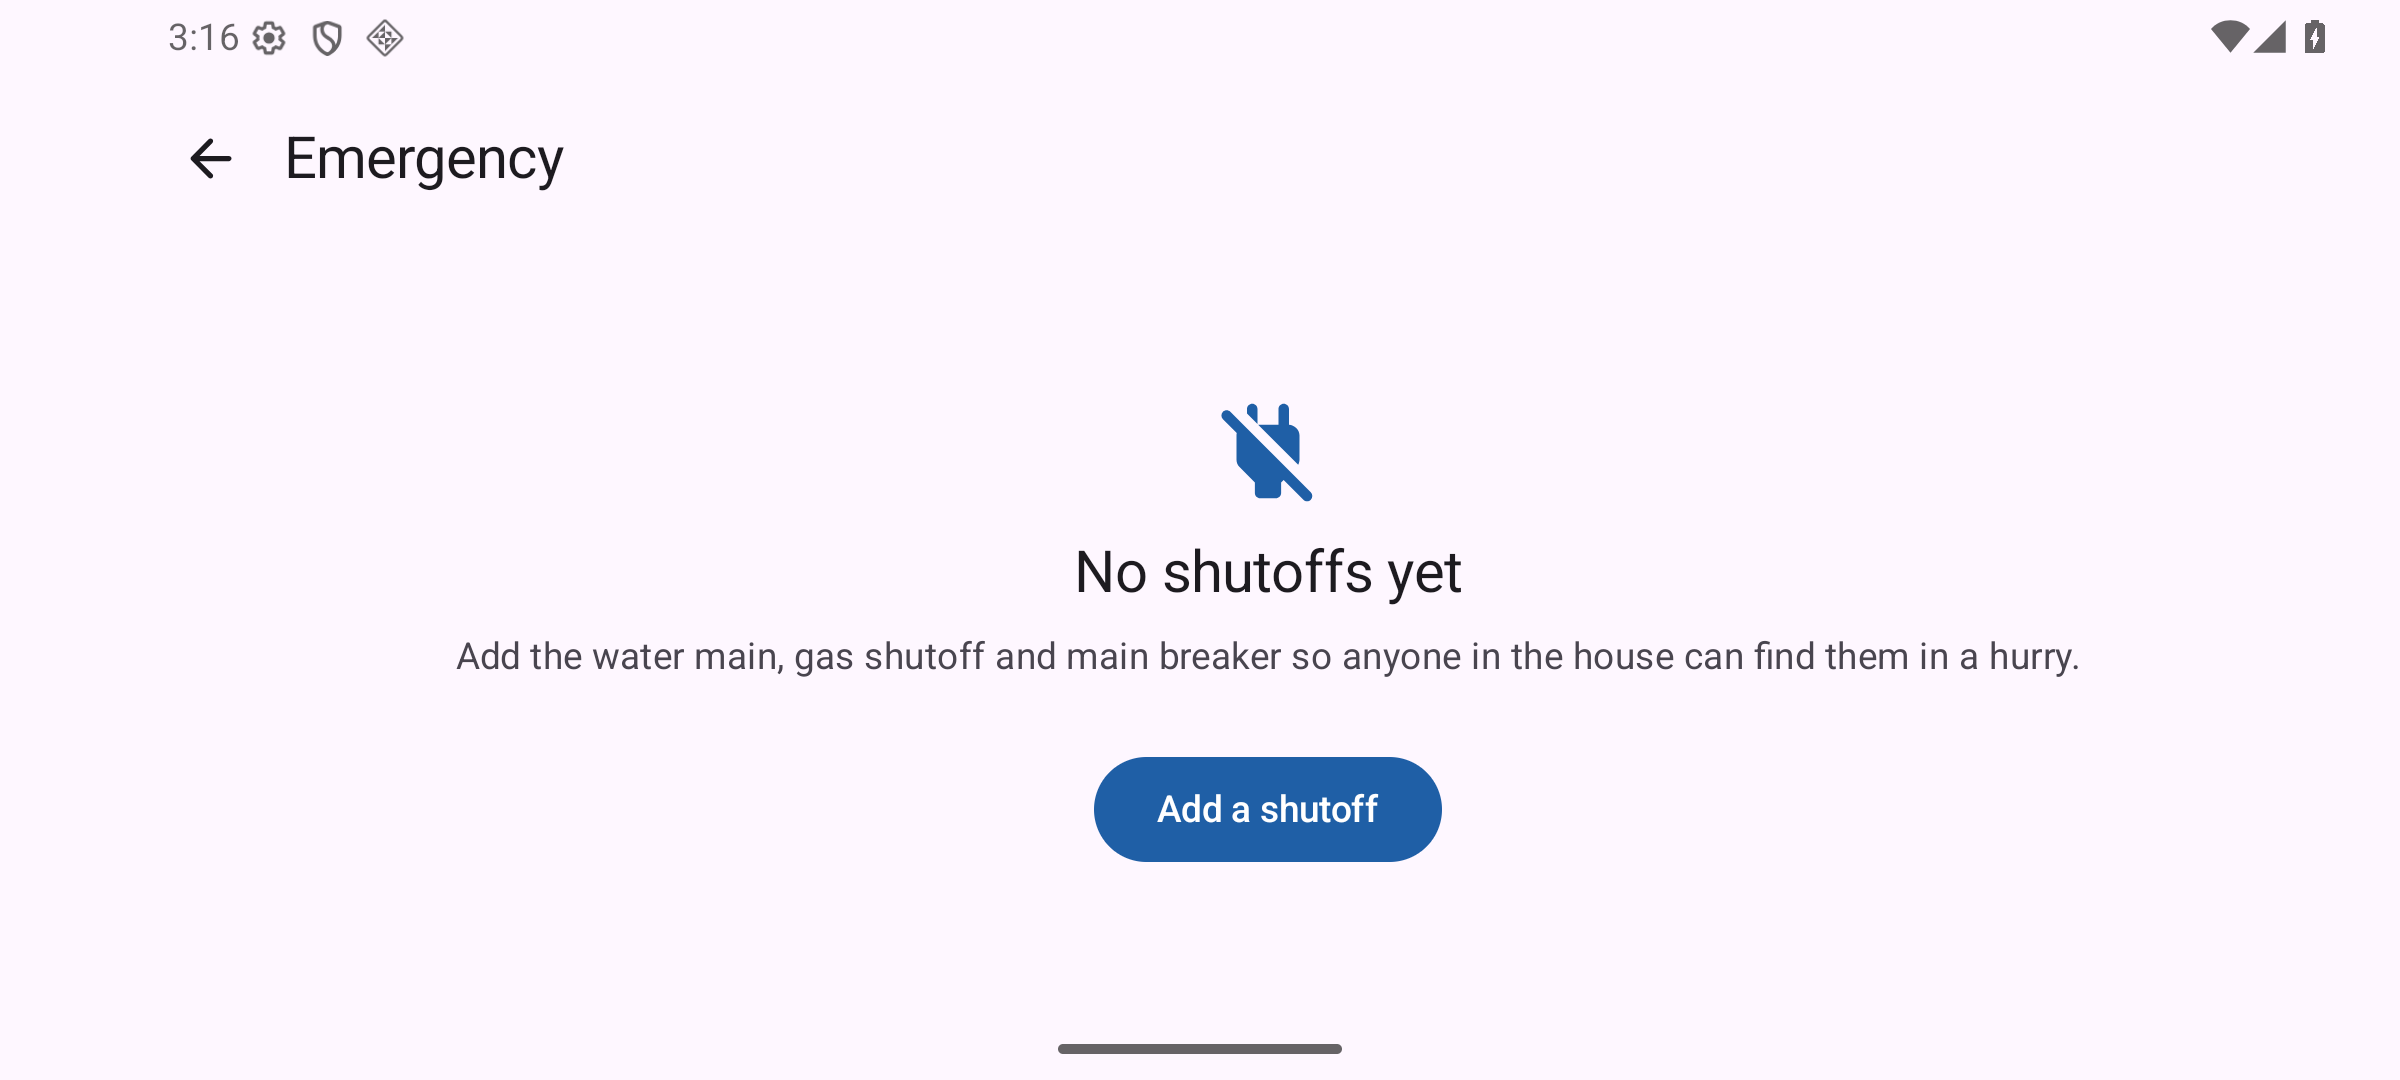 3:16
Emergency
No shutoffs yet
Add the water main, gas shutoff and main breaker so anyone in the house can find them in a hurry.
Add a shutoff